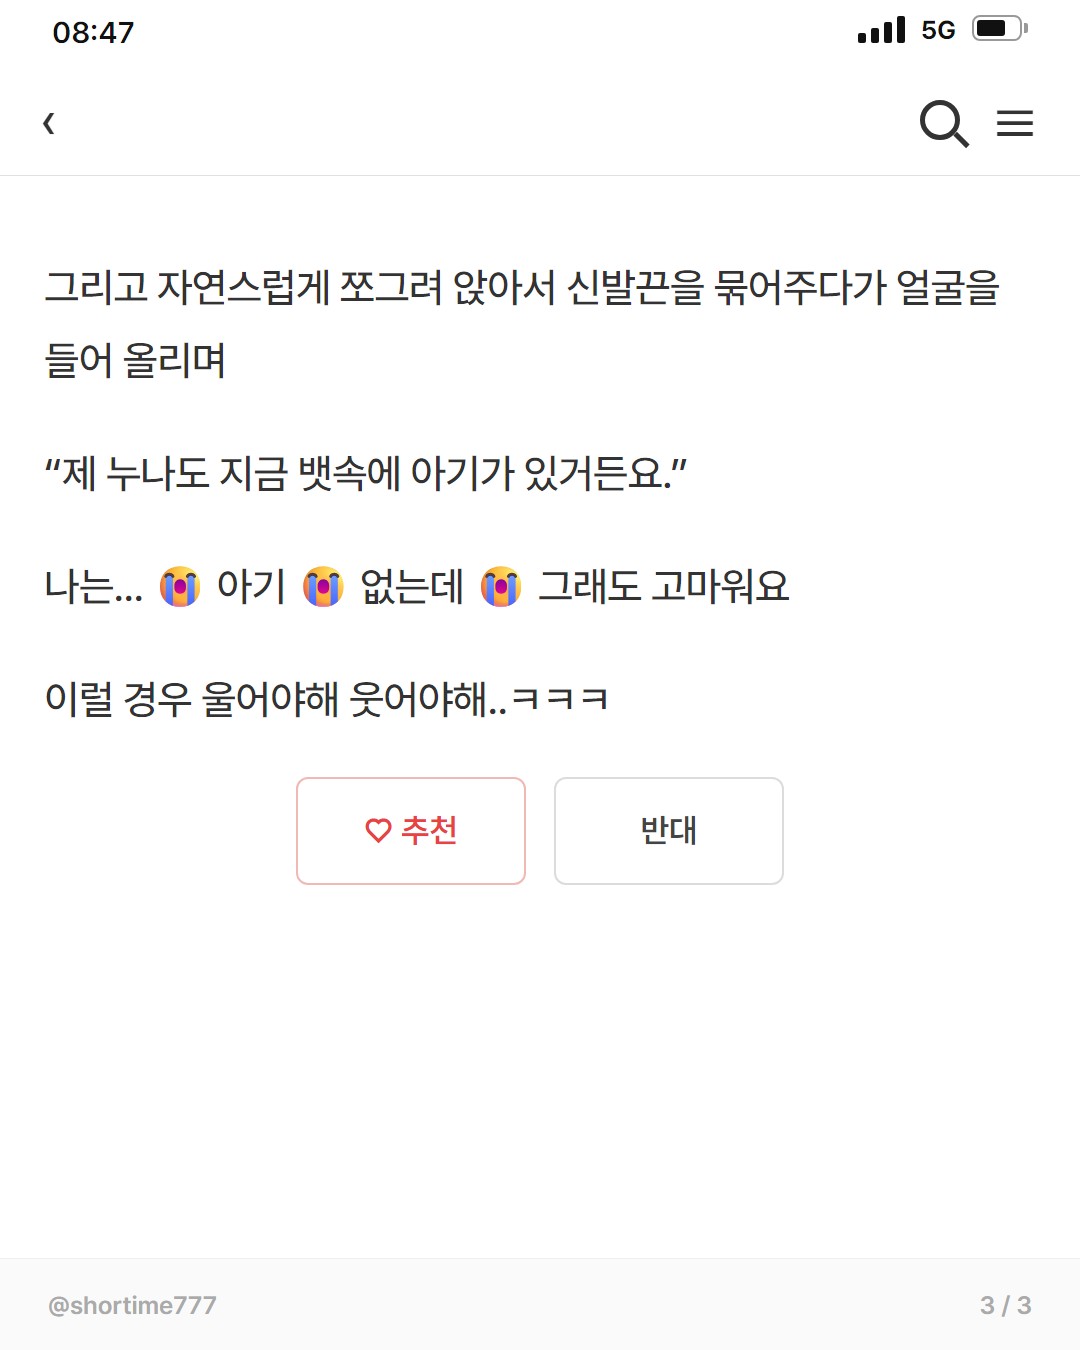 08:47
5G
그리고 자연스럽게 쪼그려 앉아서 신발끈을 묶어주다가 얼굴을
들어 올리며
“제 누나도 지금 뱃속에 아기가 있거든요.”
나는... 😭 아기 😭 없는데 😭 그래도 고마워요
이럴 경우 울어야해 웃어야해..ㅋㅋㅋ
♡ 추천
반대
@shortime777
3 / 3